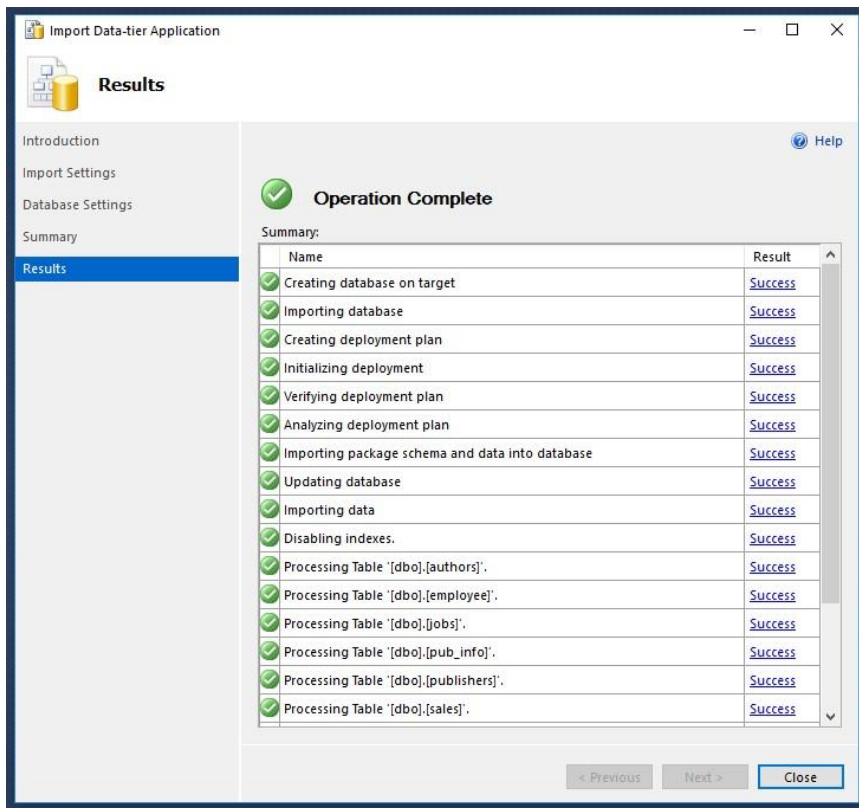 Import Data-tier Application
Results
Introduction
Import Settings
Database Settings
Summary
Results
Help
Operation Complete
Summary:
Name Result
Creating database on target Success
Importing database Success
Creating deployment plan Success
Initializing deployment Success
Verifying deployment plan Success
Analyzing deployment plan Success
Importing package schema and data into database Success
Updating database Success
Importing data Success
Disabling indexes. Success
Processing Table '[dbo].[authors]'. Success
Processing Table '[dbo].[employee]'. Success
Processing Table '[dbo].[jobs]'. Success
Processing Table '[dbo].[pub_info]'. Success
Processing Table '[dbo].[publishers]'. Success
Processing Table '[dbo].[sales]'. Success
< Previous Next > Close